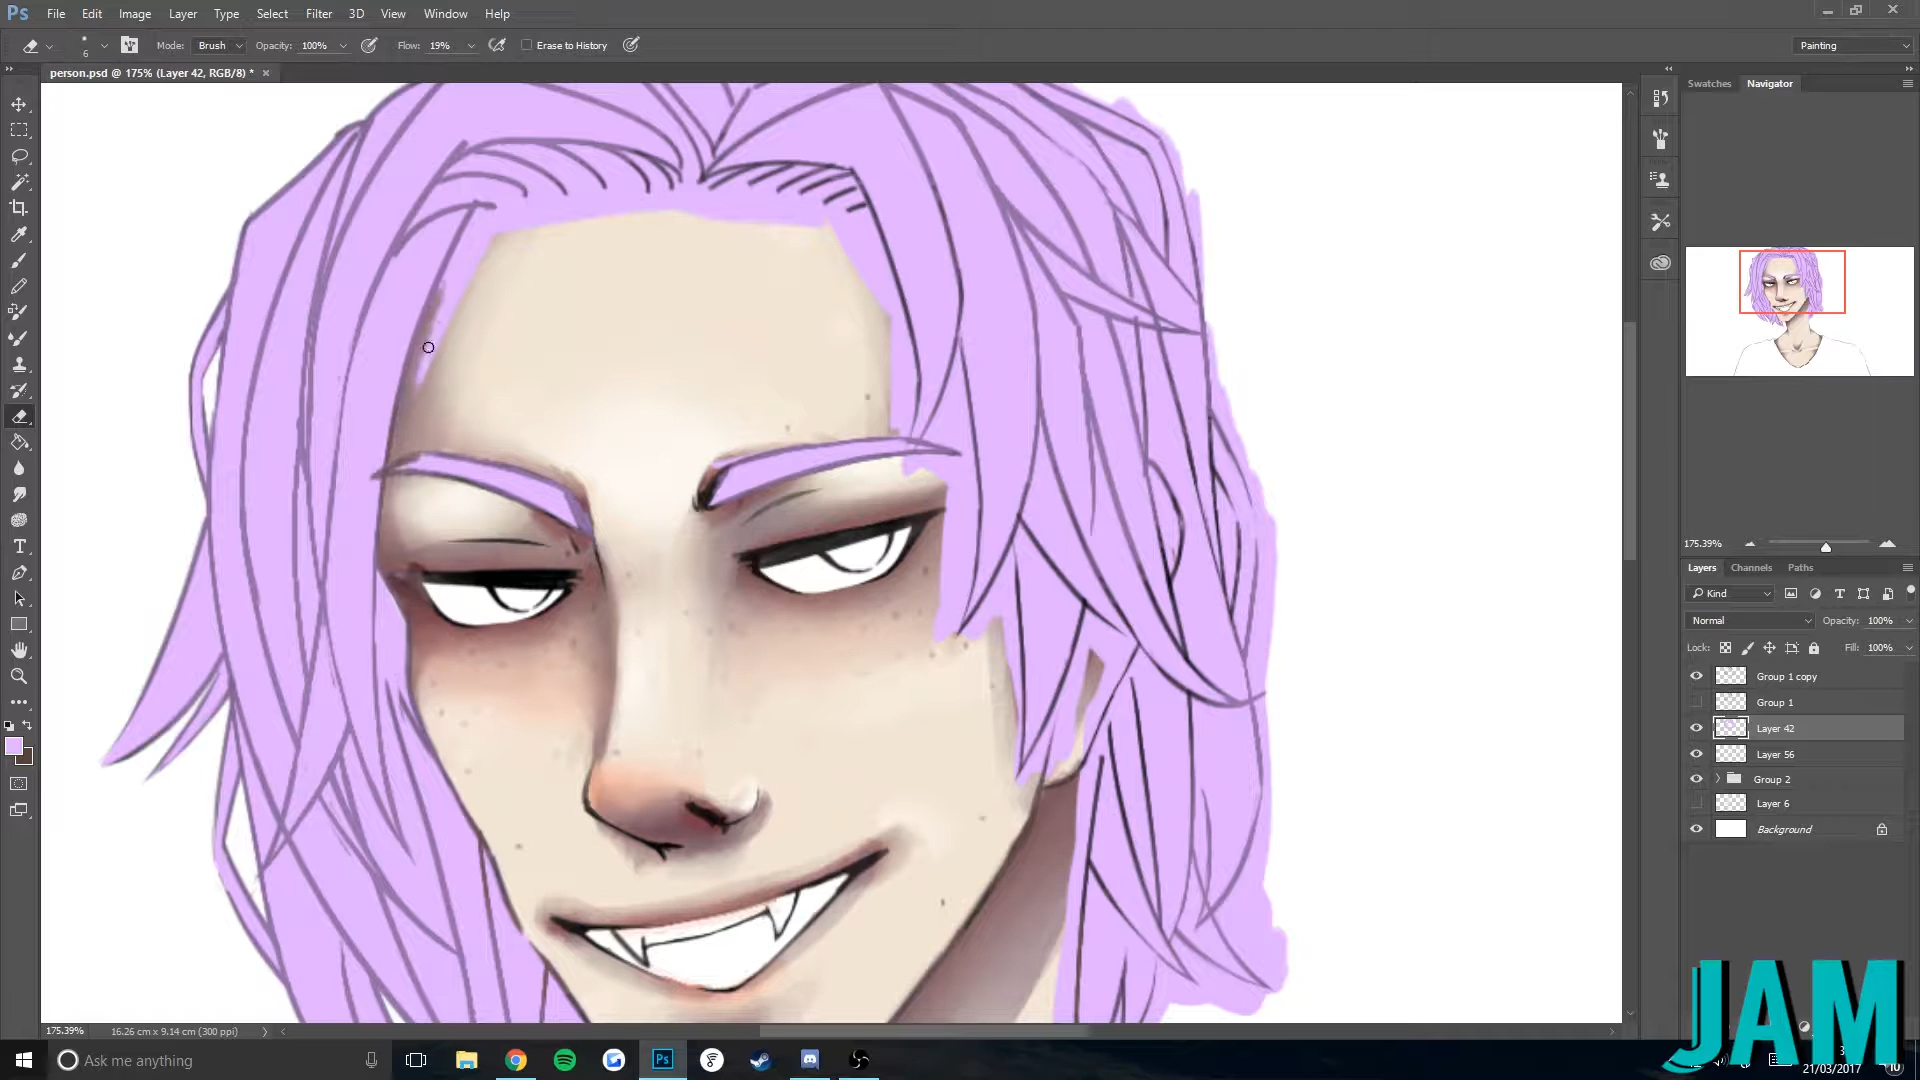 Ps File Edit Image Layer Type Select Filter 3D View Window Help
6 Mode: Brush Opacity: 100% Flow: 19% Erase to History Painting
person.psd @ 175% (Layer 42, RGB/8) *
Swatches Navigator
175.39%
Layers Channels Paths
Kind
Normal Opacity: 100%
Lock: Fill: 100%
Group 1 copy
Group 1
Layer 42
Layer 56
Group 2
Layer 6
Background
175.39% 16.26 cm x 9.14 cm (300 ppi)
JAM
Ask me anything
Ps
21/03/2017